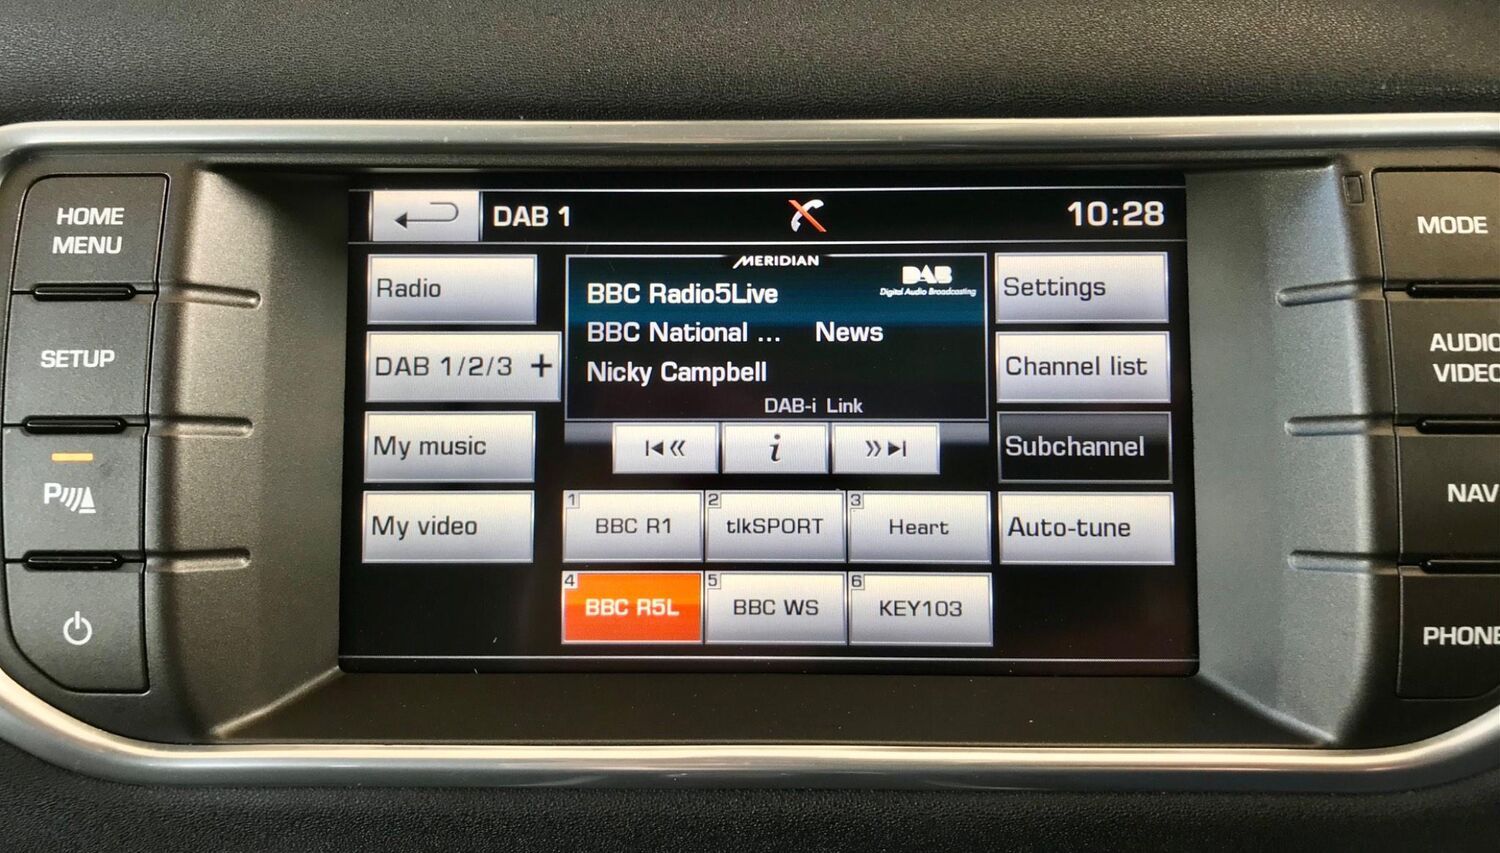 HOME
MENU
SETUP
P
DAB 1
10:28
Radio
DAB 1/2/3 +
My music
My video
MERIDIAN
DAB
Digital Audio Broadcasting
BBC Radio5Live
BBC National ... News
Nicky Campbell
DAB-i Link
i
1 BBC R1
2 tlkSPORT
3 Heart
4 BBC R5L
5 BBC WS
6 KEY103
Settings
Channel list
Subchannel
Auto-tune
MODE
AUDIO
VIDEO
NAV
PHONE